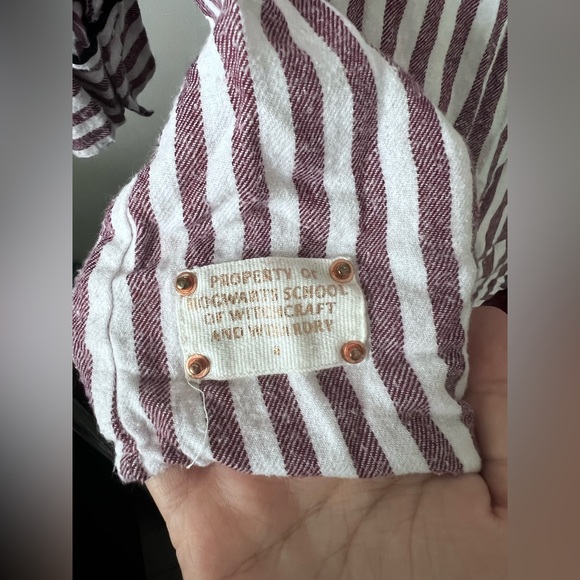 PROPERTY OF
HOGWARTS SCHOOL
OF WITCHCRAFT
AND WIZARDRY